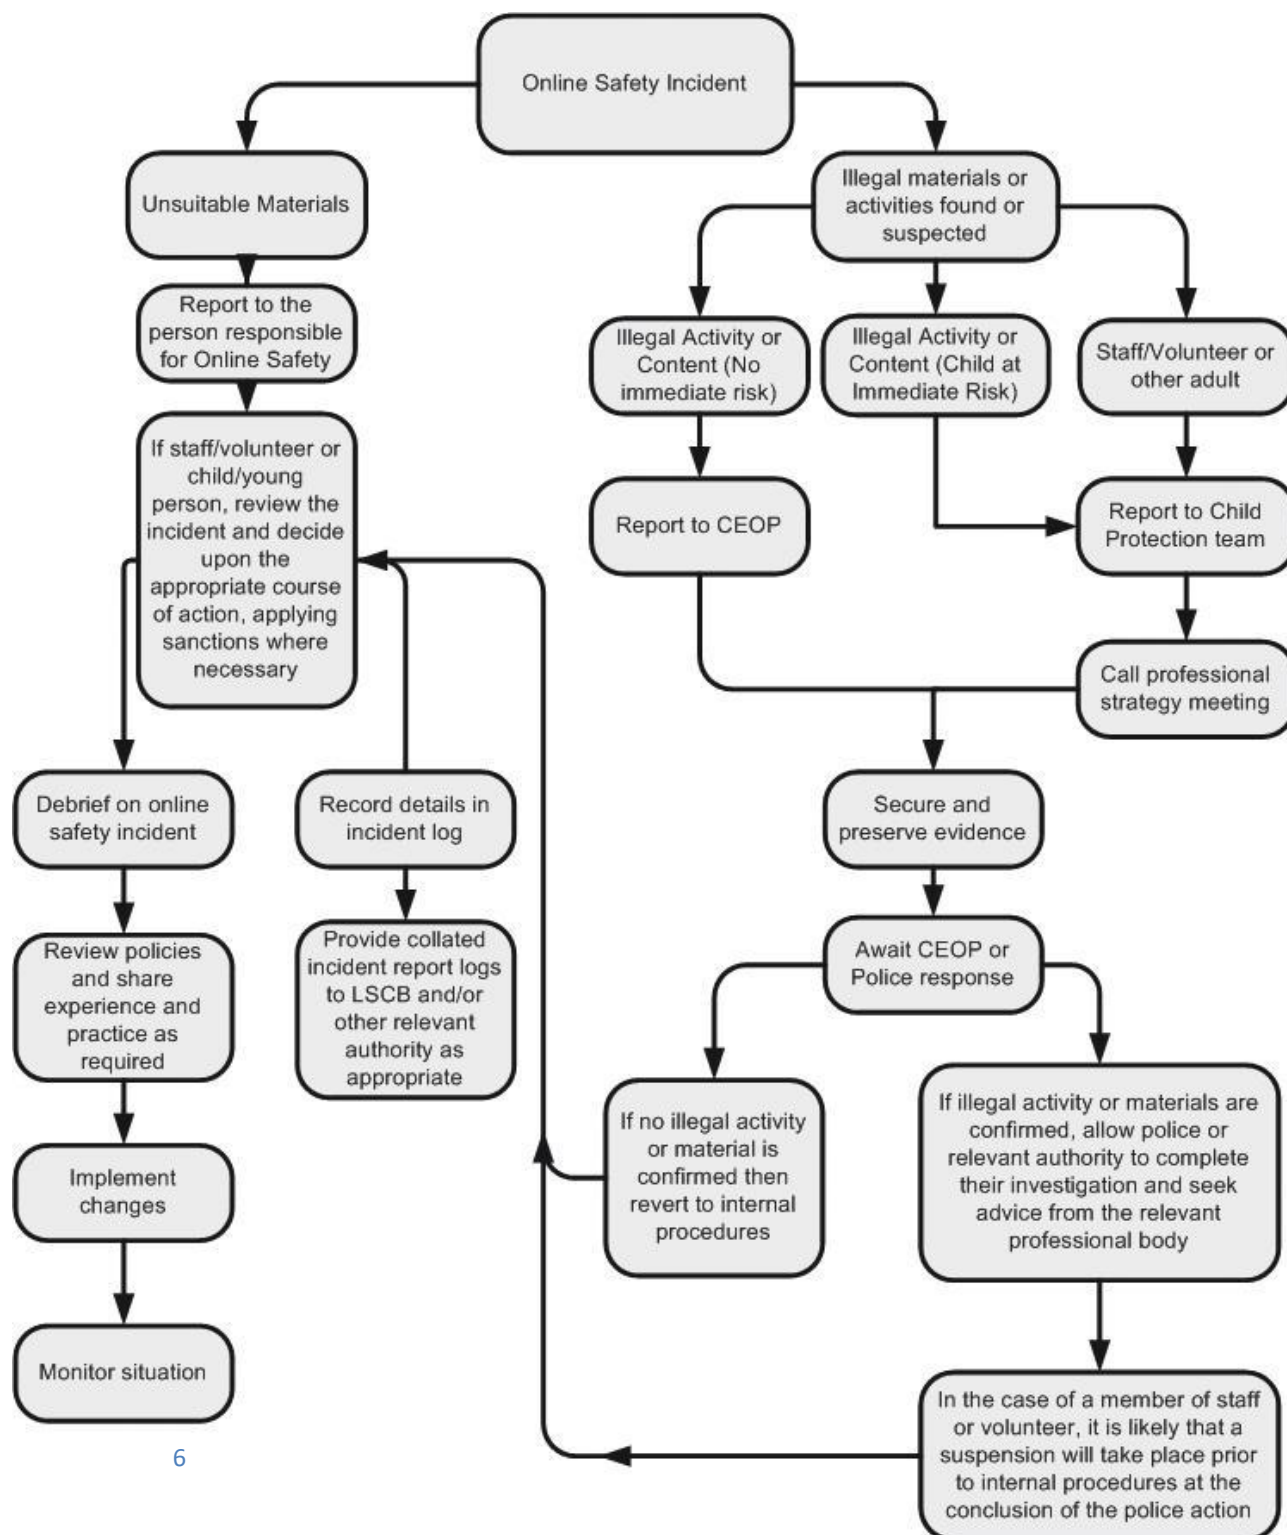 Online Safety Incident
Unsuitable Materials
Illegal materials or
activities found or
suspected
Report to the
person responsible
for Online Safety
Illegal Activity or
Content (No
immediate risk)
Illegal Activity or
Content (Child at
Immediate Risk)
Staff/Volunteer or
other adult
If staff/volunteer or
child/young
person, review the
incident and decide
upon the
appropriate course
of action, applying
sanctions where
necessary
Report to CEOP
Report to Child
Protection team
Call professional
strategy meeting
Debrief on online
safety incident
Record details in
incident log
Secure and
preserve evidence
Review policies
and share
experience and
practice as
required
Provide collated
incident report logs
to LSCB and/or
other relevant
authority as
appropriate
Await CEOP or
Police response
If no illegal activity
or material is
confirmed then
revert to internal
procedures
If illegal activity or materials are
confirmed, allow police or
relevant authority to complete
their investigation and seek
advice from the relevant
professional body
Implement
changes
Monitor situation
In the case of a member of staff
or volunteer, it is likely that a
suspension will take place prior
to internal procedures at the
conclusion of the police action
6